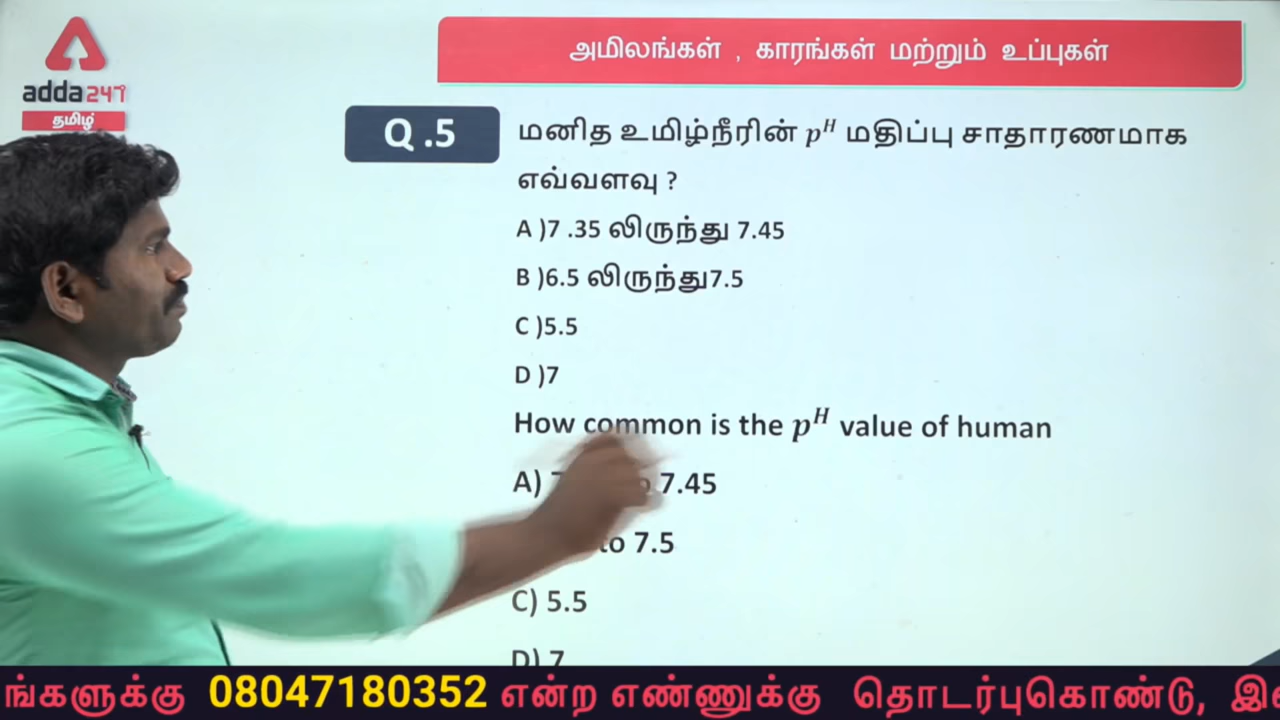 அமிலங்கள் , காரங்கள் மற்றும் உப்புகள்
adda247
தமிழ்
Q .5
மனித உமிழ்நீரின் pᴴ மதிப்பு சாதாரணமாக
எவ்வளவு ?
A )7 .35 லிருந்து 7.45
B )6.5 லிருந்து7.5
C )5.5
D )7
How common is the pᴴ value of human
A) 7.45
to 7.5
C) 5.5
D) 7
ங்களுக்கு 08047180352 என்ற எண்ணுக்கு தொடர்புகொண்டு,